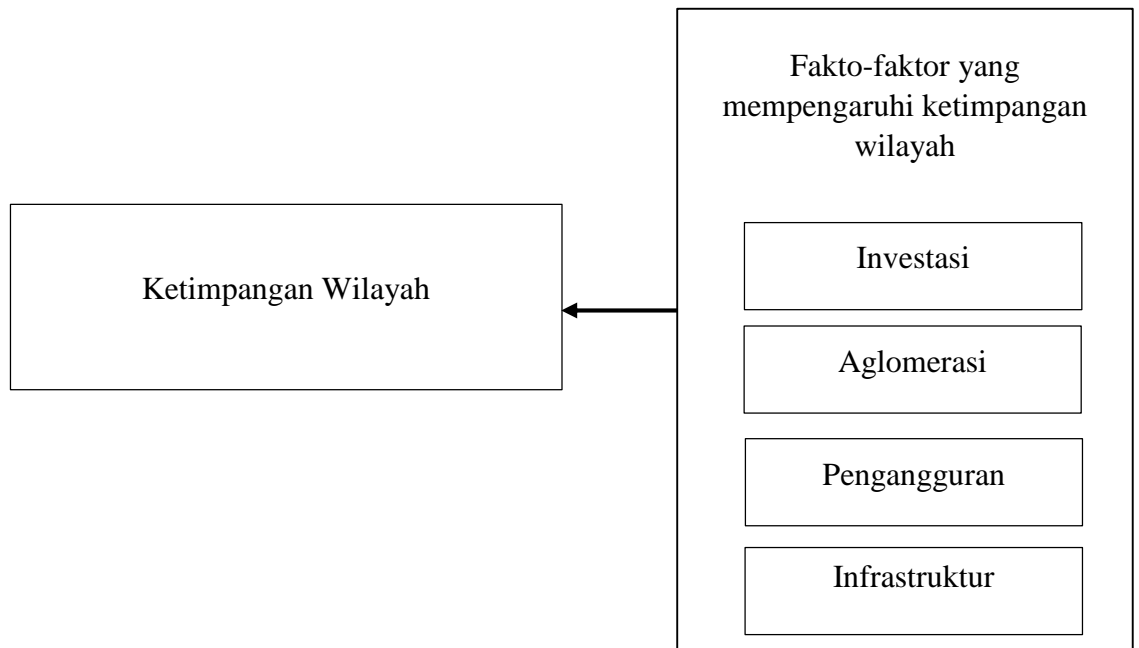 Fakto-faktor yang
mempengaruhi ketimpangan
wilayah
Ketimpangan Wilayah
Investasi
Aglomerasi
Pengangguran
Infrastruktur